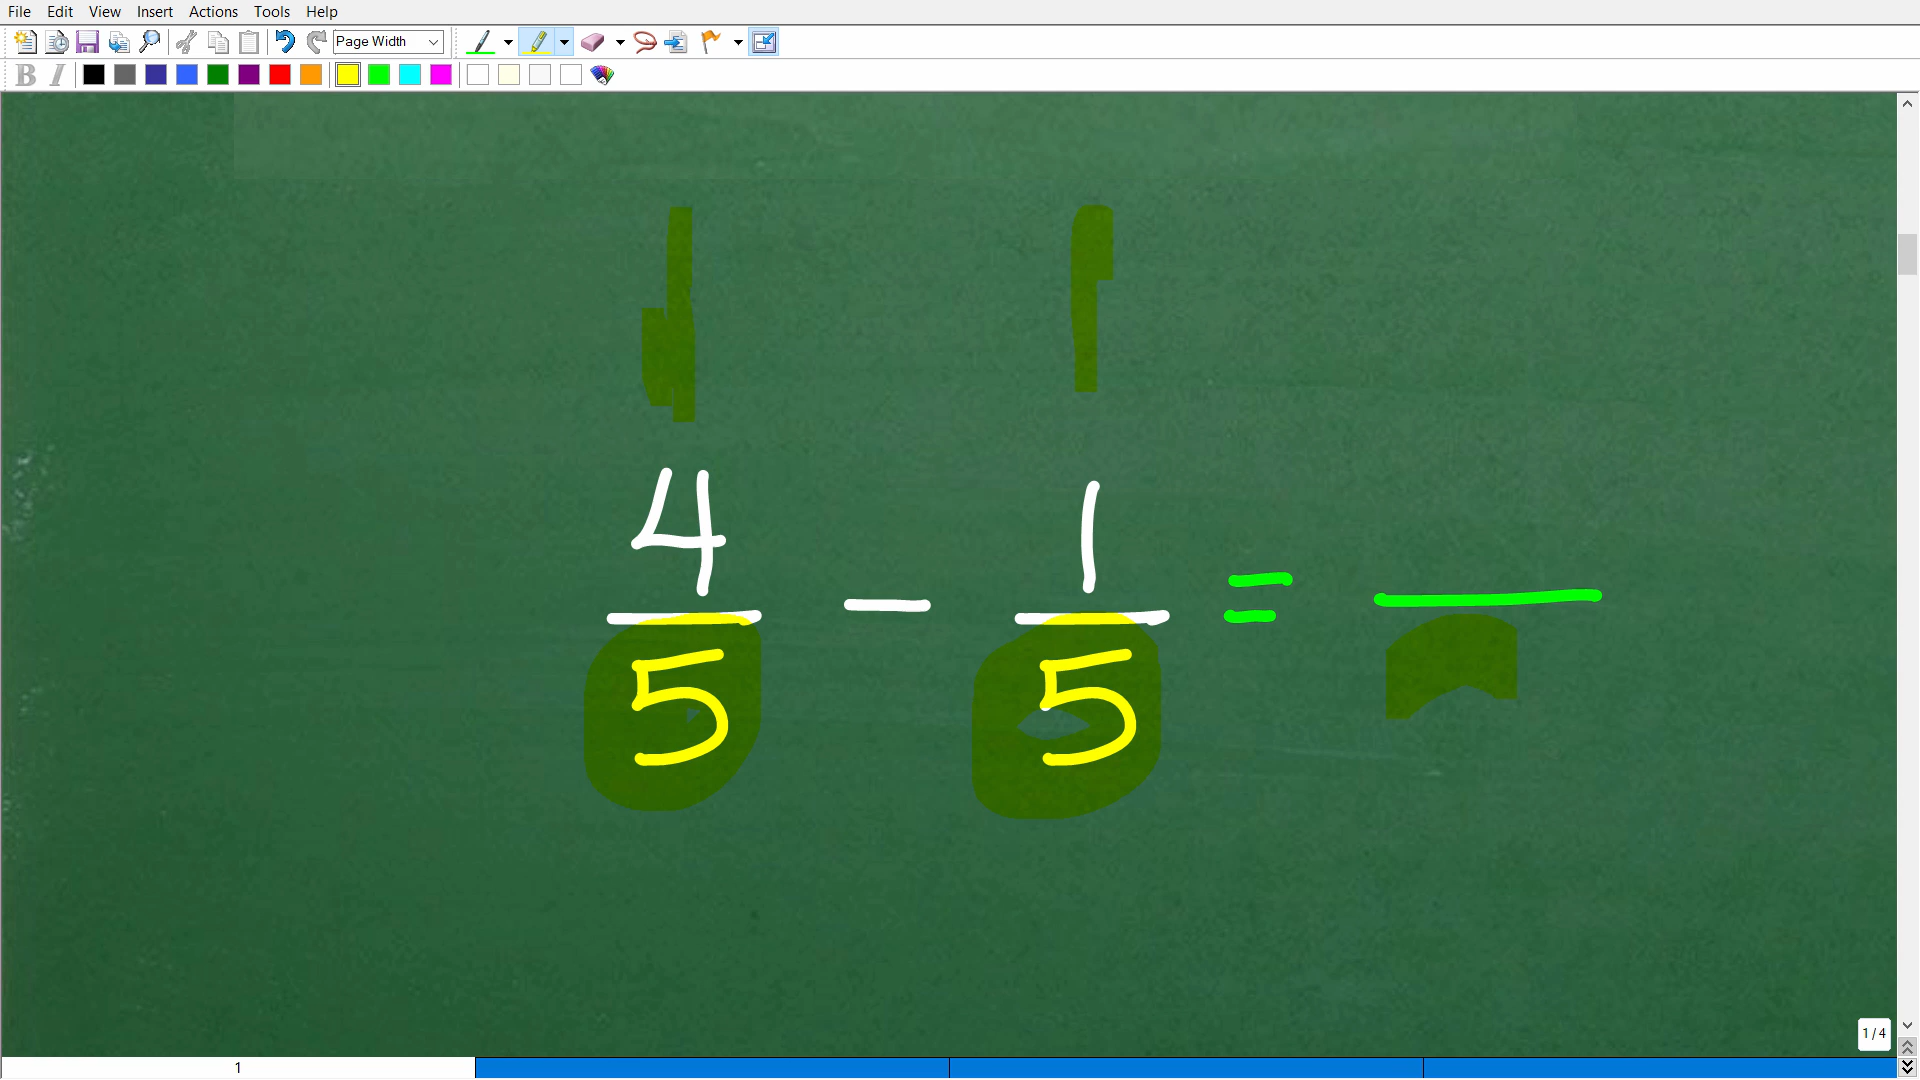 File Edit View Insert Actions Tools Help
Page Width
B I
4/5 - 1/5 =
1 / 4
1